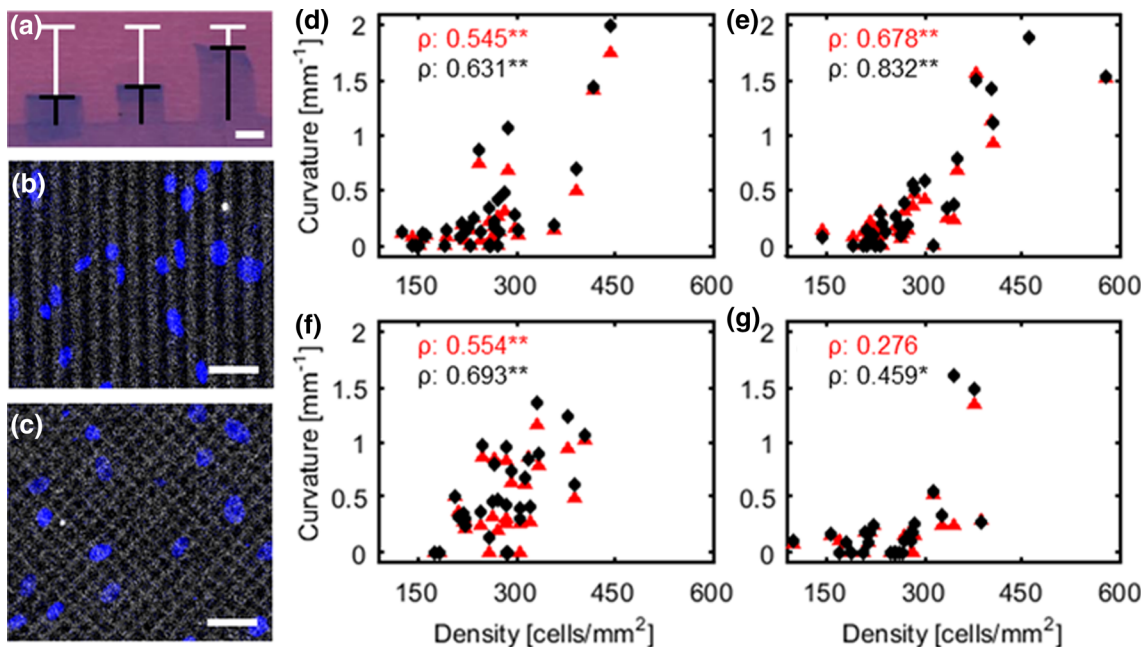 (a)
(b)
(c)
(d)
ρ: 0.545**
ρ: 0.631**
2
1.5
1
0.5
0
Curvature [mm⁻¹]
150 300 450 600
(e)
ρ: 0.678**
ρ: 0.832**
2
1.5
1
0.5
0
150 300 450 600
(f)
ρ: 0.554**
ρ: 0.693**
2
1.5
1
0.5
0
Curvature [mm⁻¹]
150 300 450 600
Density [cells/mm²]
(g)
ρ: 0.276
ρ: 0.459*
2
1.5
1
0.5
0
150 300 450 600
Density [cells/mm²]